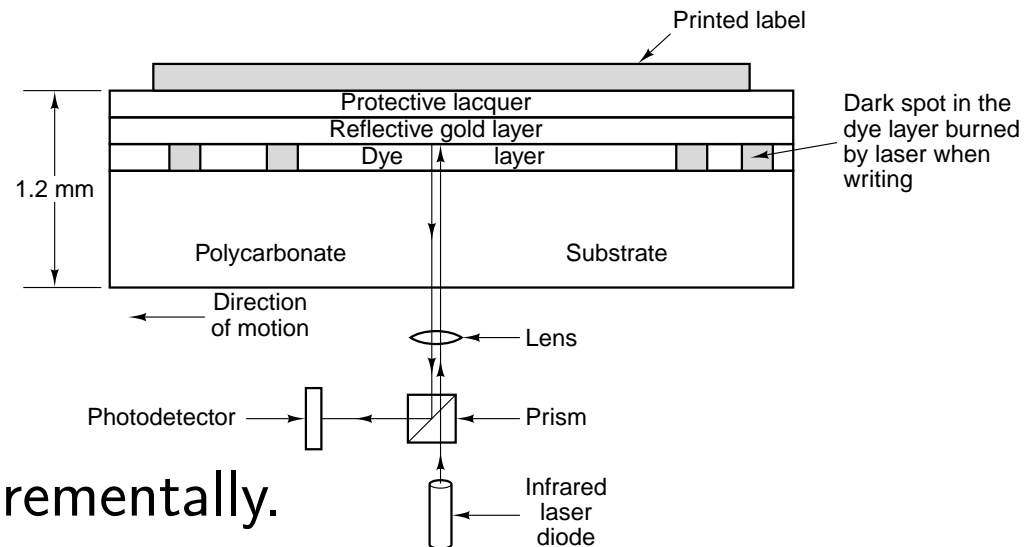 Printed label
Protective lacquer
Reflective gold layer
Dye layer
Dark spot in the
dye layer burned
by laser when
writing
1.2 mm
Polycarbonate
Substrate
Direction
of motion
Lens
Photodetector
Prism
rementally.
Infrared
laser
diode